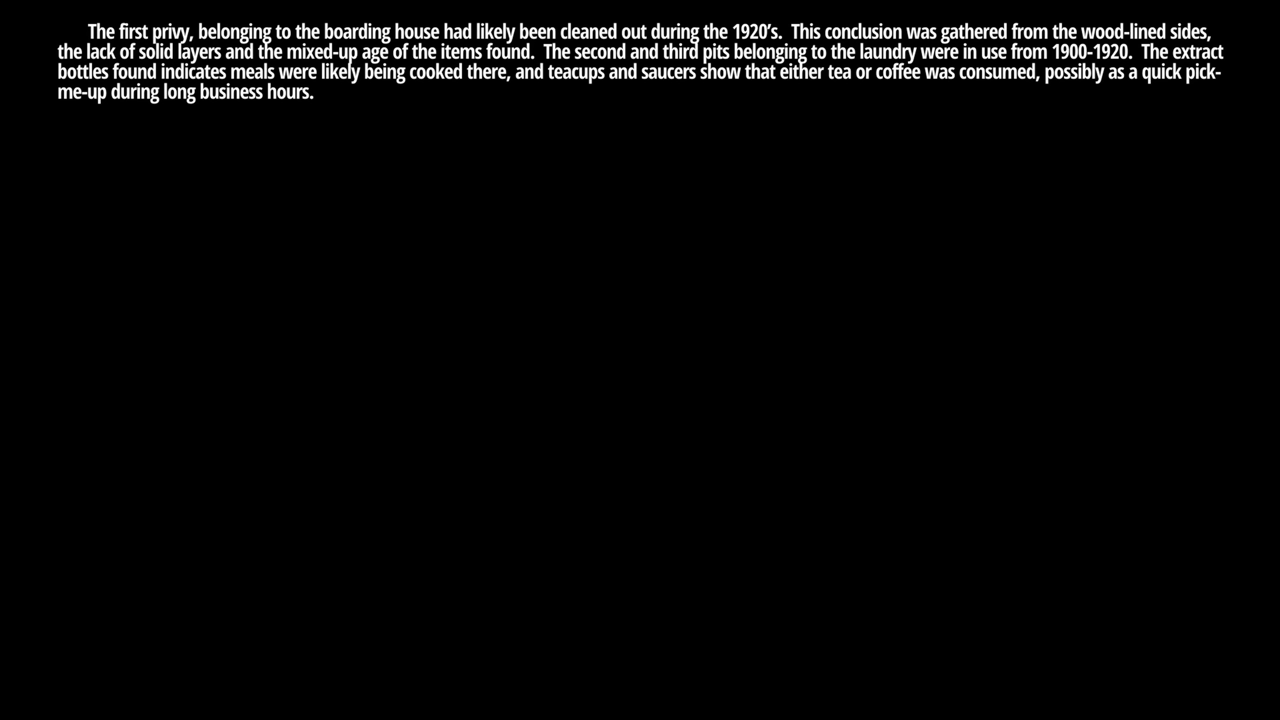 The first privy, belonging to the boarding house had likely been cleaned out during the 1920's.  This conclusion was gathered from the wood-lined sides,
the lack of solid layers and the mixed-up age of the items found.  The second and third pits belonging to the laundry were in use from 1900-1920.  The extract
bottles found indicates meals were likely being cooked there, and teacups and saucers show that either tea or coffee was consumed, possibly as a quick pick-
me-up during long business hours.